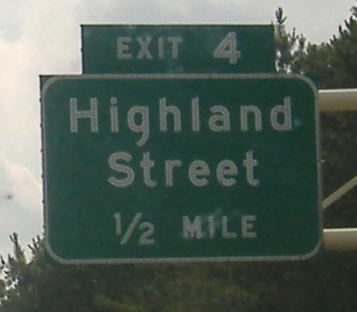 EXIT 4
Highland
Street
1/2 MILE